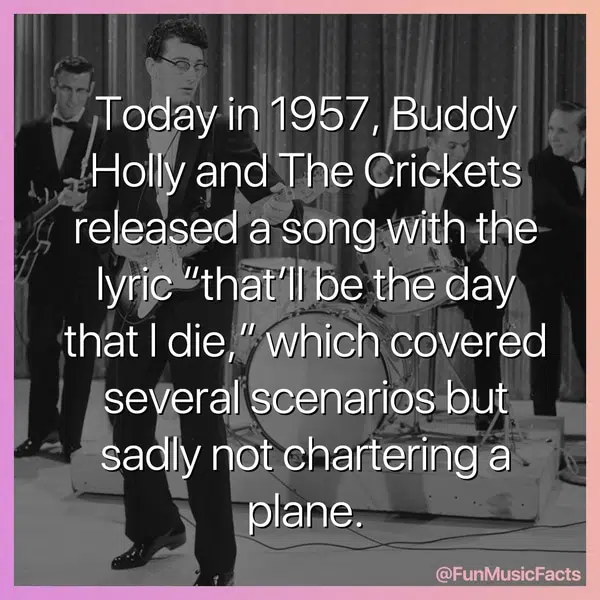 Today in 1957, Buddy
Holly and The Crickets
released a song with the
lyric “that’ll be the day
that I die,” which covered
several scenarios but
sadly not chartering a
plane.
@FunMusicFacts